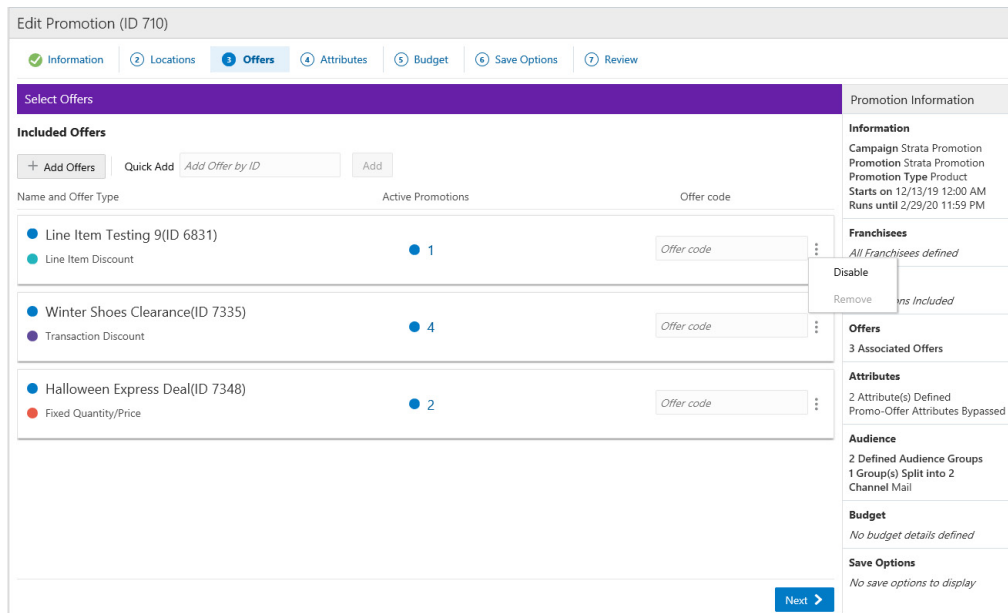 Edit Promotion (ID 710)
Information
2 Locations
3 Offers
4 Attributes
5 Budget
6 Save Options
7 Review
Select Offers
Included Offers
+ Add Offers
Quick Add
Add Offer by ID
Add
Name and Offer Type
Active Promotions
Offer code
Line Item Testing 9(ID 6831)
Line Item Discount
1
Offer code
Disable
Remove
Winter Shoes Clearance(ID 7335)
Transaction Discount
4
Offer code
Halloween Express Deal(ID 7348)
Fixed Quantity/Price
2
Offer code
Next
Promotion Information
Information
Campaign Strata Promotion
Promotion Strata Promotion
Promotion Type Product
Starts on 12/13/19 12:00 AM
Runs until 2/29/20 11:59 PM
Franchisees
All Franchisees defined
Included
Offers
3 Associated Offers
Attributes
2 Attribute(s) Defined
Promo-Offer Attributes Bypassed
Audience
2 Defined Audience Groups
1 Group(s) Split into 2
Channel Mail
Budget
No budget details defined
Save Options
No save options to display